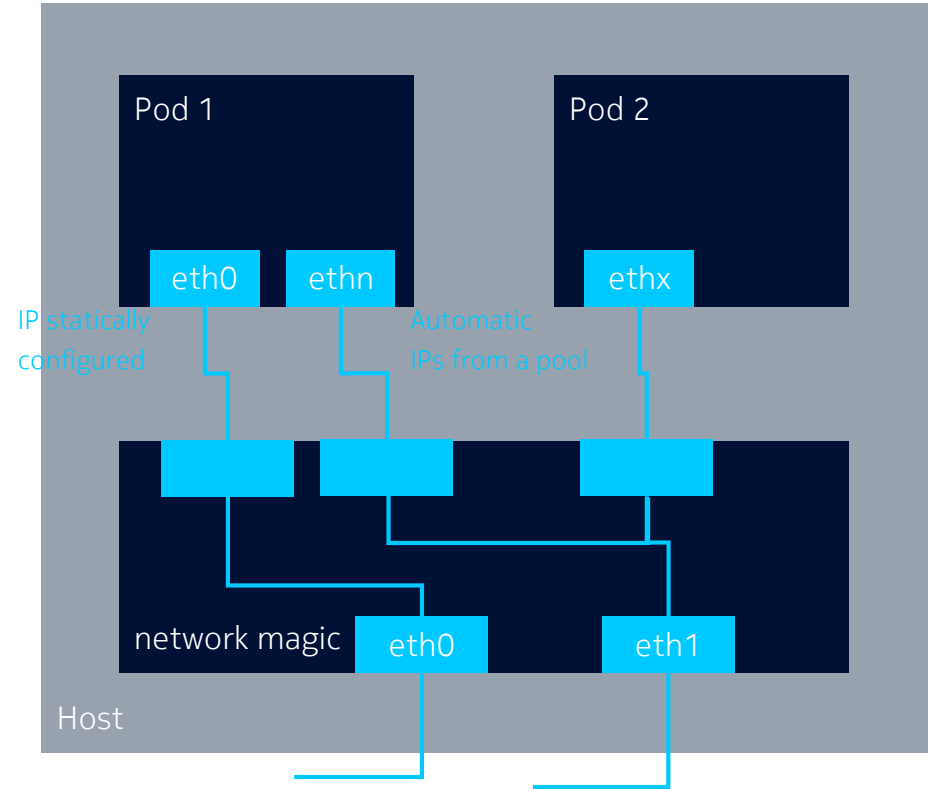 Pod 1
Pod 2
eth0
ethn
ethx
IP statically
configured
Automatic
IPs from a pool
network magic
eth0
eth1
Host